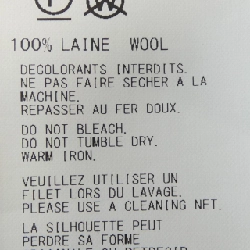 100% LAINE WOOL
DECOLORANTS INTERDITS.
NE PAS FAIRE SECHER A LA
MACHINE.
REPASSER AU FER DOUX.
DO NOT BLEACH.
DO NOT TUMBLE DRY.
WARM IRON.
VEUILLEZ UTILISER UN
FILET LORS DU LAVAGE.
PLEASE USE A CLEANING NET.
LA SILHOUETTE PEUT
PERDRE SA FORME